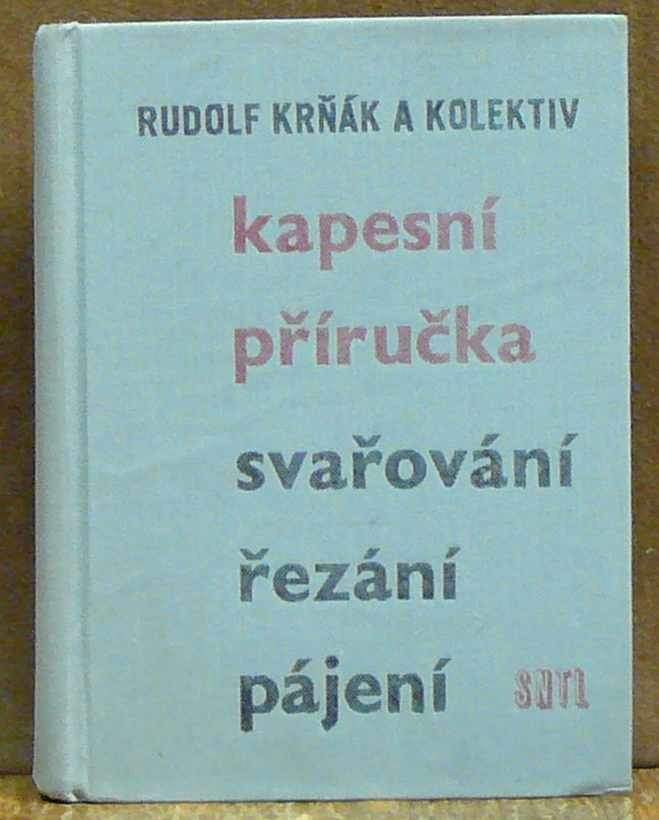 RUDOLF KRŇÁK A KOLEKTIV
kapesní
příručka
svařování
řezání
pájení
SNTL